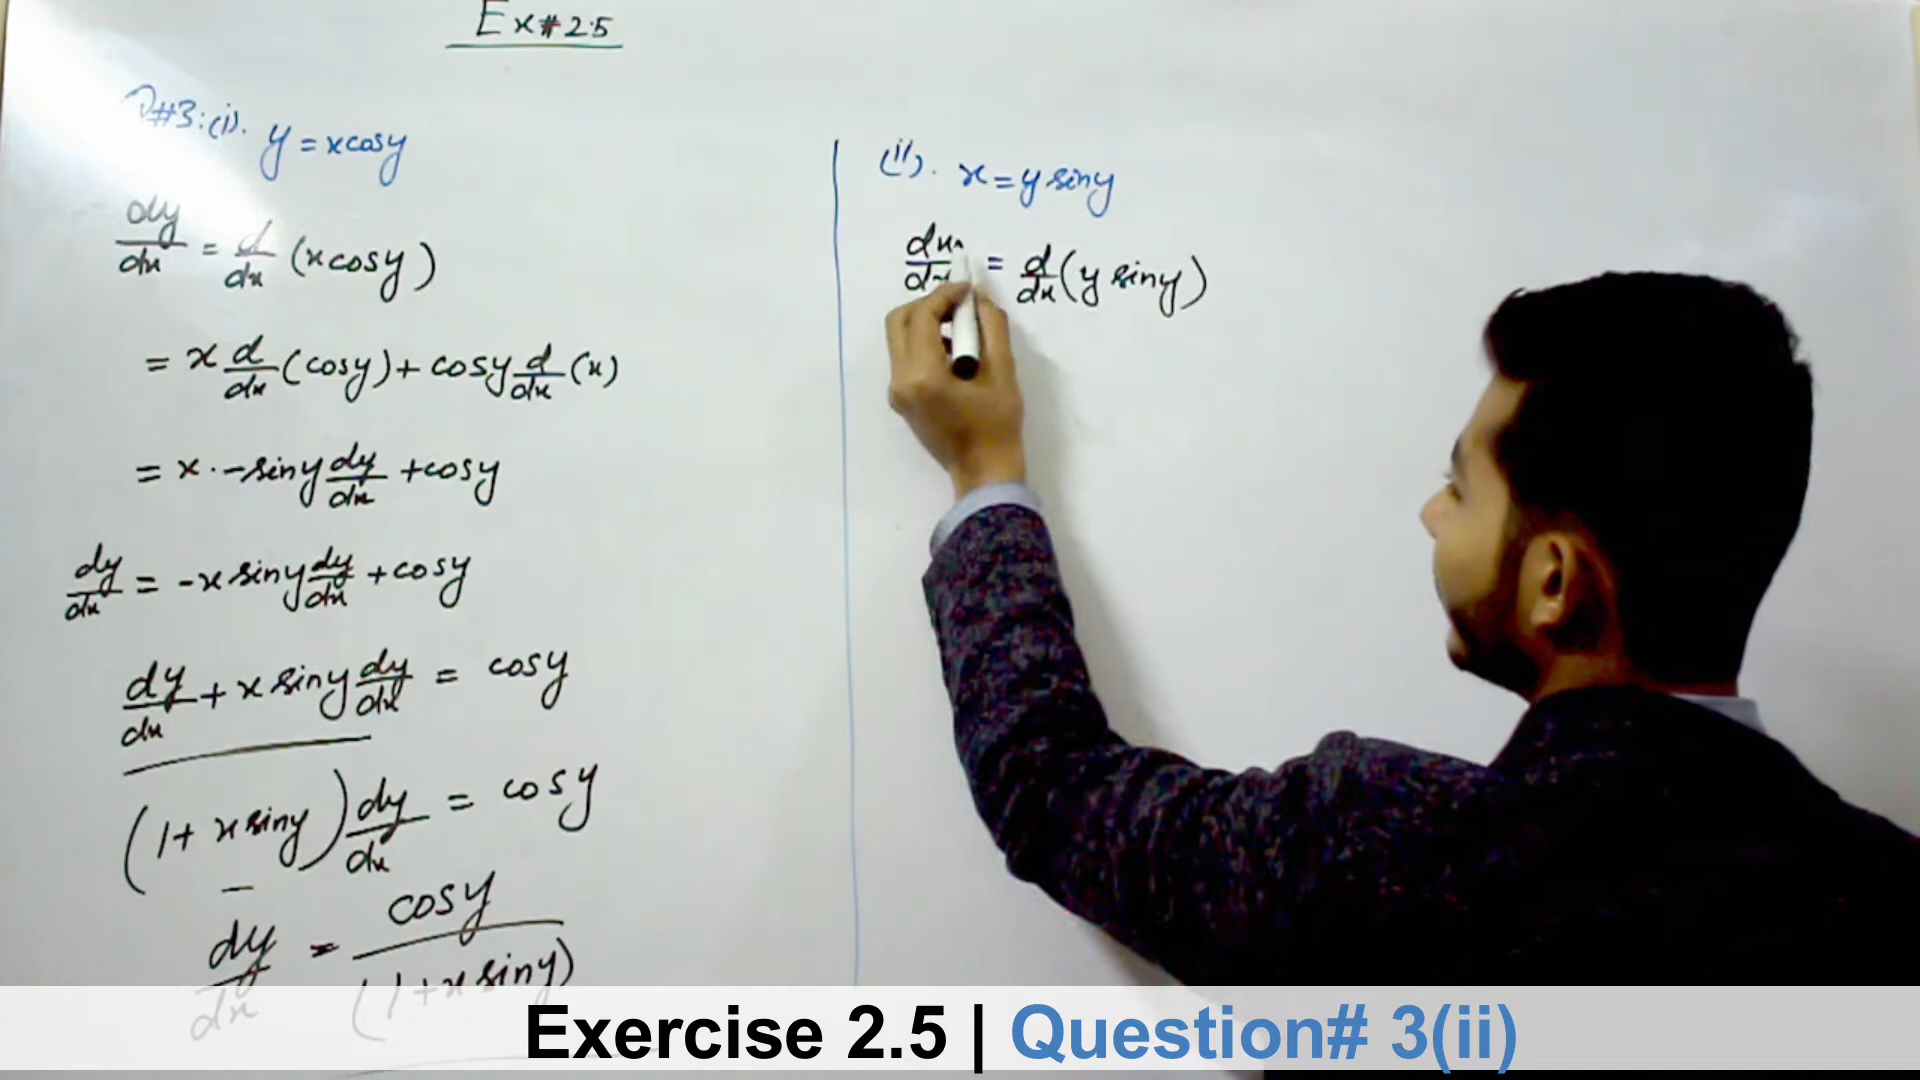 Ex#2.5
Q#3:(i). y = xcosy
dy/dx = d/dx (xcosy)
= x d/dx (cosy) + cosy d/dx (x)
= x · -siny dy/dx + cosy
dy/dx = -x siny dy/dx + cosy
dy/dx + x siny dy/dx = cosy
(1+ x siny) dy/dx = cosy
dy/dx = cosy/(1+x siny)
(ii). x = y siny
dx/dx = d/dx (y siny)
Exercise 2.5 | Question# 3(ii)